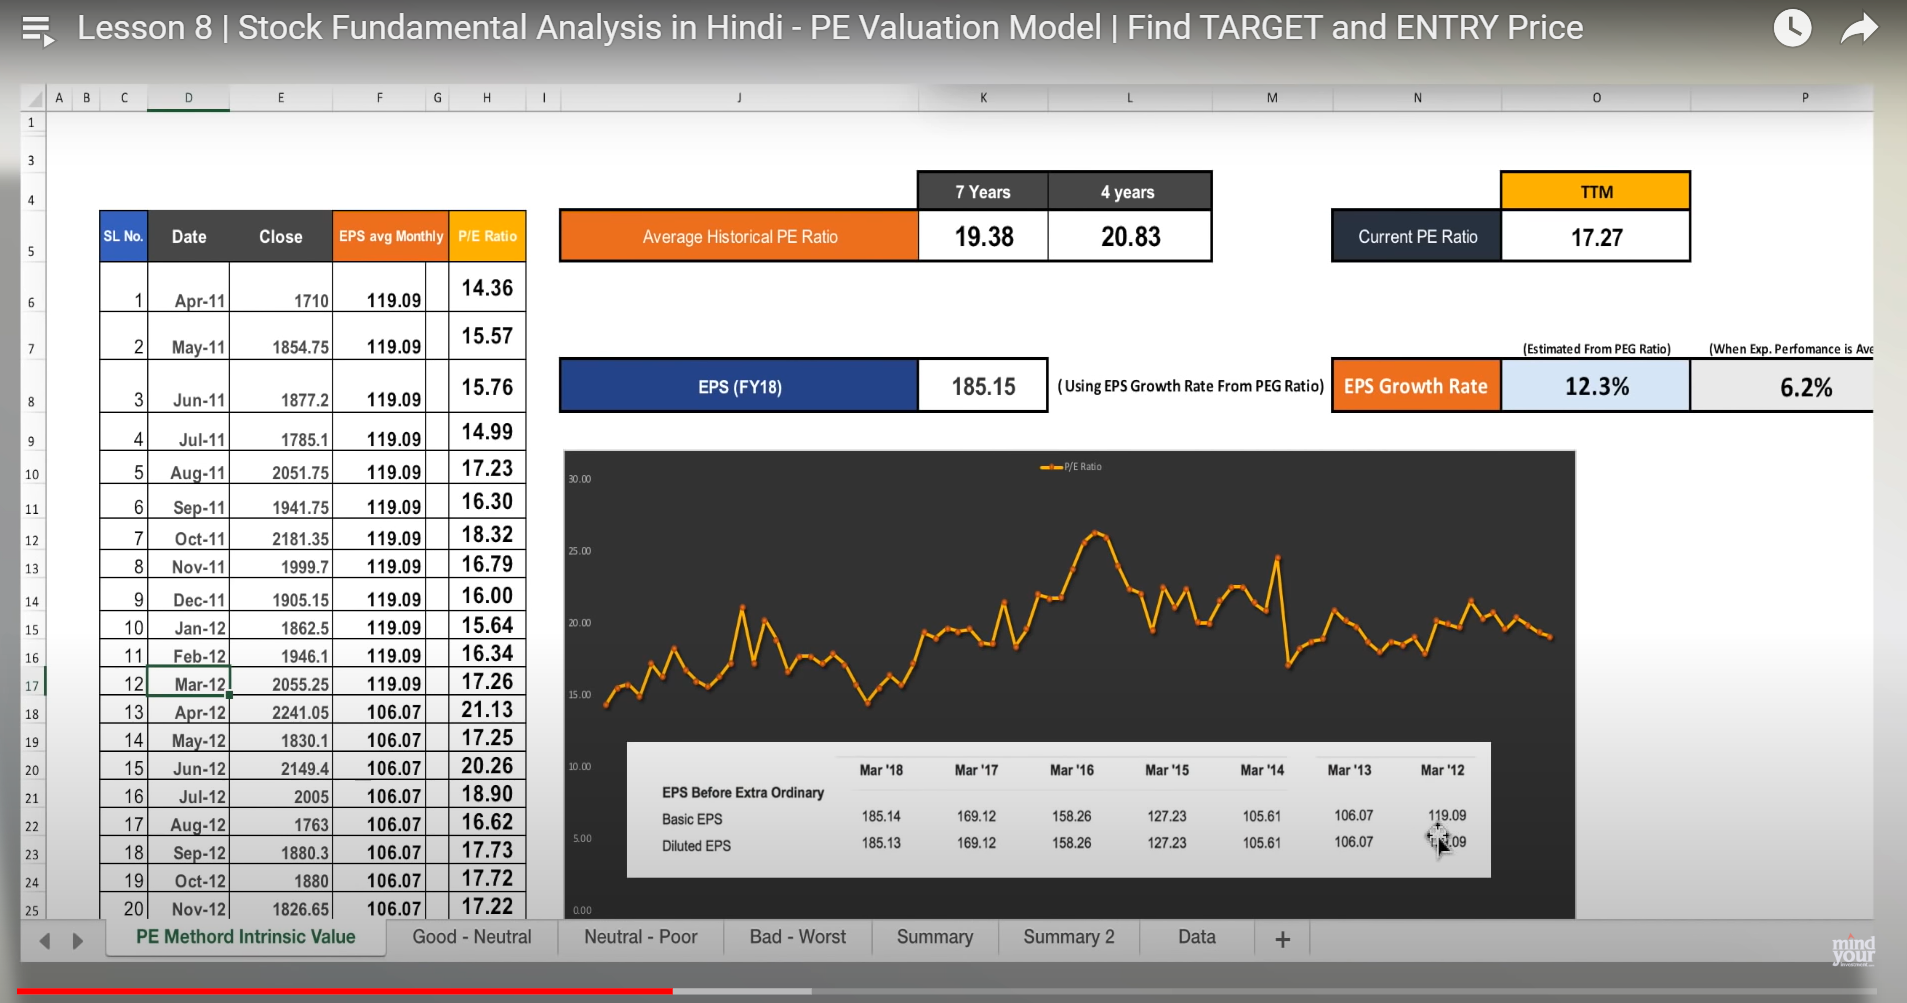 Lesson 8 | Stock Fundamental Analysis in Hindi - PE Valuation Model | Find TARGET and ENTRY Price
A B C D E F G H I J K L M N O P
1
3
4 7 Years 4 years TTM
5 SL No. Date Close EPS avg Monthly P/E Ratio Average Historical PE Ratio 19.38 20.83 Current PE Ratio 17.27
6 1 Apr-11 1710 119.09 14.36
7 2 May-11 1854.75 119.09 15.57 (Estimated From PEG Ratio) (When Exp. Perfomance is Ave
8 3 Jun-11 1877.2 119.09 15.76 EPS (FY18) 185.15 ( Using EPS Growth Rate From PEG Ratio) EPS Growth Rate 12.3% 6.2%
9 4 Jul-11 1785.1 119.09 14.99
10 5 Aug-11 2051.75 119.09 17.23
11 6 Sep-11 1941.75 119.09 16.30
12 7 Oct-11 2181.35 119.09 18.32
13 8 Nov-11 1999.7 119.09 16.79
14 9 Dec-11 1905.15 119.09 16.00
15 10 Jan-12 1862.5 119.09 15.64
16 11 Feb-12 1946.1 119.09 16.34
17 12 Mar-12 2055.25 119.09 17.26
18 13 Apr-12 2241.05 106.07 21.13
19 14 May-12 1830.1 106.07 17.25
20 15 Jun-12 2149.4 106.07 20.26
21 16 Jul-12 2005 106.07 18.90
22 17 Aug-12 1763 106.07 16.62
23 18 Sep-12 1880.3 106.07 17.73
24 19 Oct-12 1880 106.07 17.72
25 20 Nov-12 1826.65 106.07 17.22
P/E Ratio
30.00
25.00
20.00
15.00
10.00
5.00
0.00
Mar '18 Mar '17 Mar '16 Mar '15 Mar '14 Mar '13 Mar '12
EPS Before Extra Ordinary
Basic EPS 185.14 169.12 158.26 127.23 105.61 106.07 119.09
Diluted EPS 185.13 169.12 158.26 127.23 105.61 106.07
PE Methord Intrinsic Value Good - Neutral Neutral - Poor Bad - Worst Summary Summary 2 Data +
mind
your